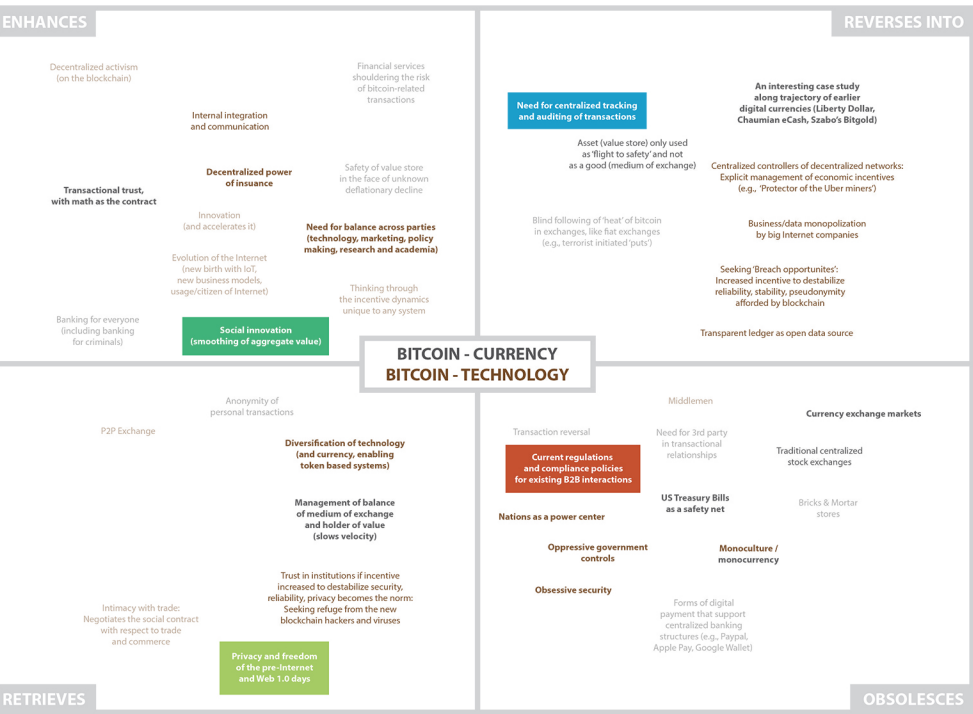 ENHANCES
Decentralized activism
(on the blockchain)
Financial services
shouldering the risk
of bitcoin-related
transactions
Internal integration
and communication
Decentralized power
of insuance
Safety of value store
in the face of unknown
deflationary decline
Transactional trust,
with math as the contract
Innovation
(and accelerates it)
Need for balance across parties
(technology, marketing, policy
making, research and academia)
Evolution of the Internet
(new birth with IoT,
new business models,
usage/citizen of Internet)
Thinking through
the incentive dynamics
unique to any system
Banking for everyone
(including banking
for criminals)
Social innovation
(smoothing of aggregate value)
REVERSES INTO
Need for centralized tracking
and auditing of transactions
An interesting case study
along trajectory of earlier
digital currencies (Liberty Dollar,
Chaumian eCash, Szabo's Bitgold)
Asset (value store) only used
as 'flight to safety' and not
as a good (medium of exchange)
Centralized controllers of decentralized networks:
Explicit management of economic incentives
(e.g., 'Protector of the Uber miners')
Blind following of 'heat' of bitcoin
in exchanges, like fiat exchanges
(e.g., terrorist initiated 'puts')
Business/data monopolization
by big Internet companies
Seeking 'Breach opportunites':
Increased incentive to destabilize
reliability, stability, pseudonymity
afforded by blockchain
Transparent ledger as open data source
BITCOIN - CURRENCY
BITCOIN - TECHNOLOGY
Anonymity of
personal transactions
P2P Exchange
Diversification of technology
(and currency, enabling
token based systems)
Management of balance
of medium of exchange
and holder of value
(slows velocity)
Trust in institutions if incentive
increased to destabilize security,
reliability, privacy becomes the norm:
Seeking refuge from the new
blockchain hackers and viruses
Intimacy with trade:
Negotiates the social contract
with respect to trade
and commerce
Privacy and freedom
of the pre-Internet
and Web 1.0 days
RETRIEVES
Middlemen
Currency exchange markets
Transaction reversal
Need for 3rd party
in transactional
relationships
Traditional centralized
stock exchanges
Current regulations
and compliance policies
for existing B2B interactions
US Treasury Bills
as a safety net
Bricks & Mortar
stores
Nations as a power center
Oppressive government
controls
Monoculture /
monocurrency
Obsessive security
Forms of digital
payment that support
centralized banking
structures (e.g., Paypal,
Apple Pay, Google Wallet)
OBSOLESCES